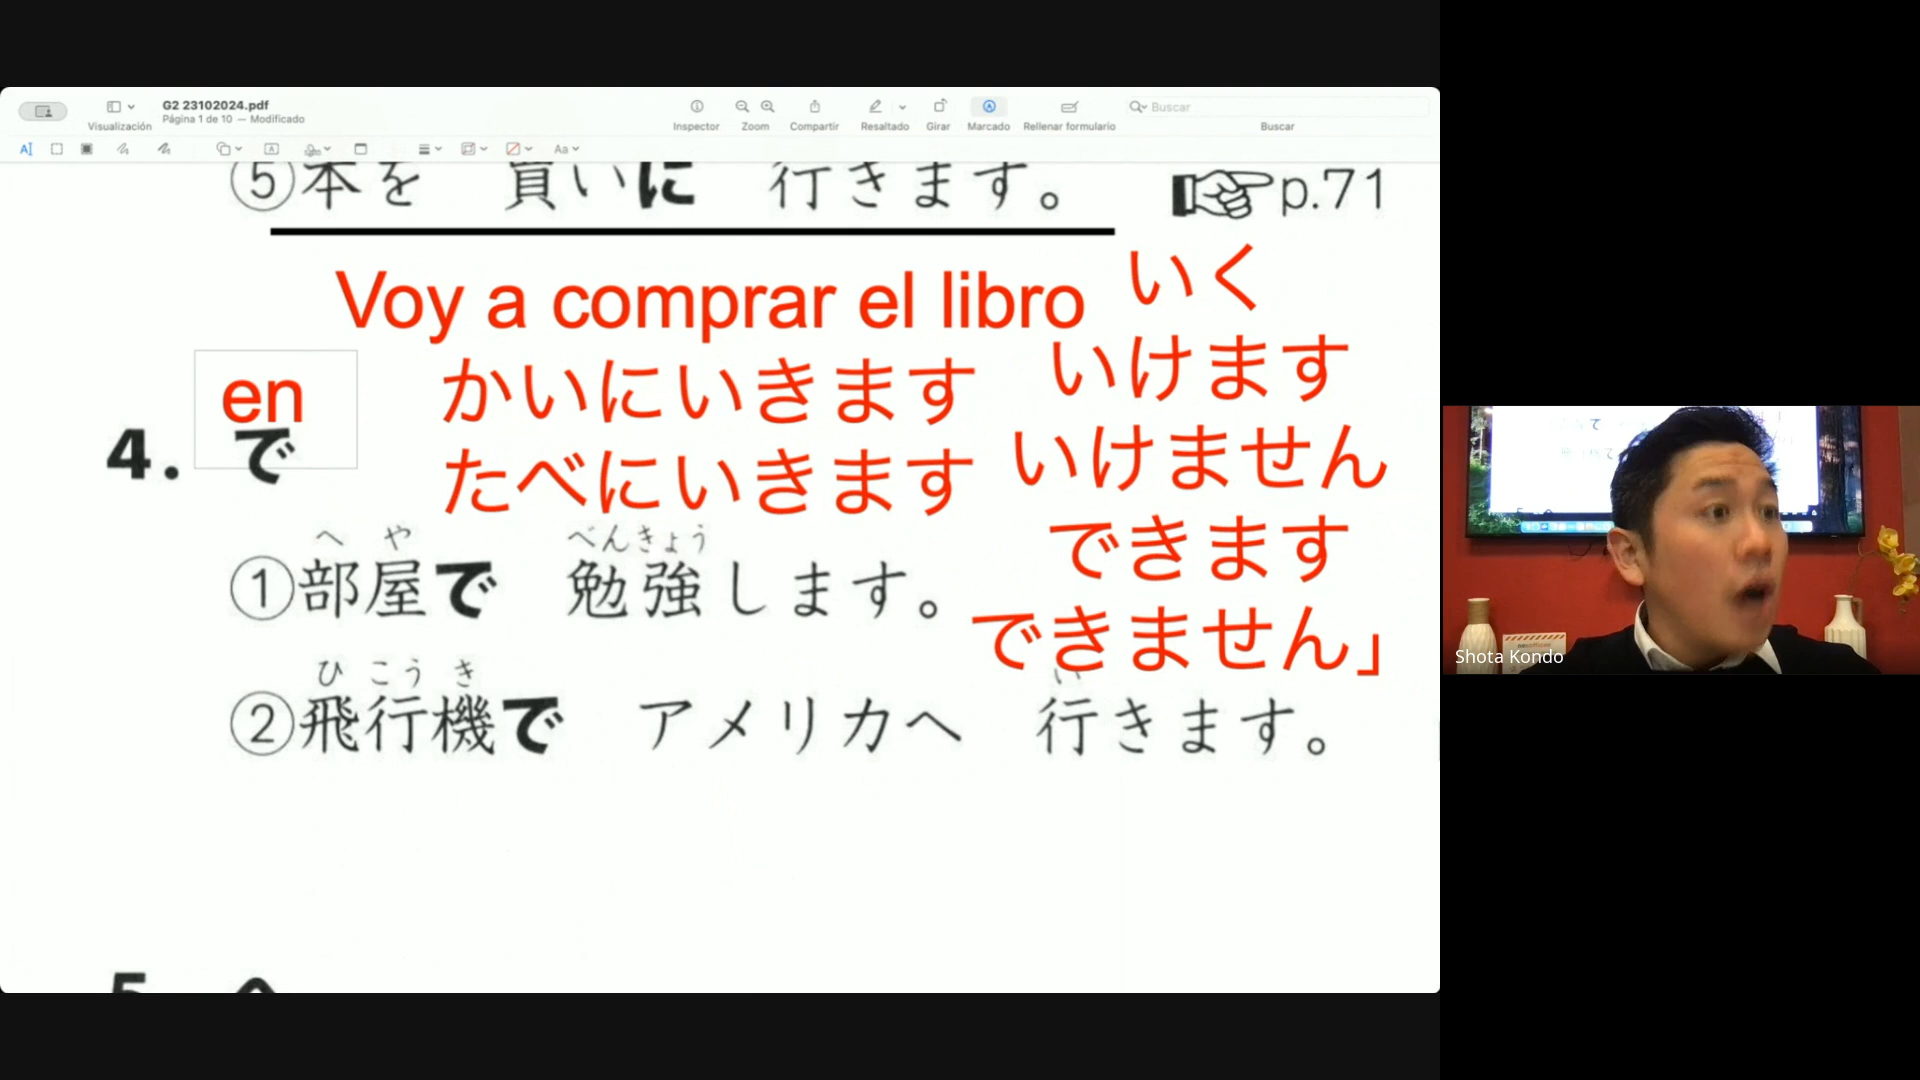 G2 23102024.pdf
Página 1 de 10 — Modificado
Visualización
Inspector
Zoom
Compartir
Resaltado
Girar
Marcado
Rellenar formulario
Buscar
Buscar
Aa
⑤本を 買いに 行きます。 p.71
Voy a comprar el libro
いく
かいにいきます
いけます
たべにいきます
いけません
できます
できません」
en
4. で
へ や べんきょう
①部屋で 勉強します。
ひ こう き い
②飛行機で アメリカへ 行きます。
Shota Kondo